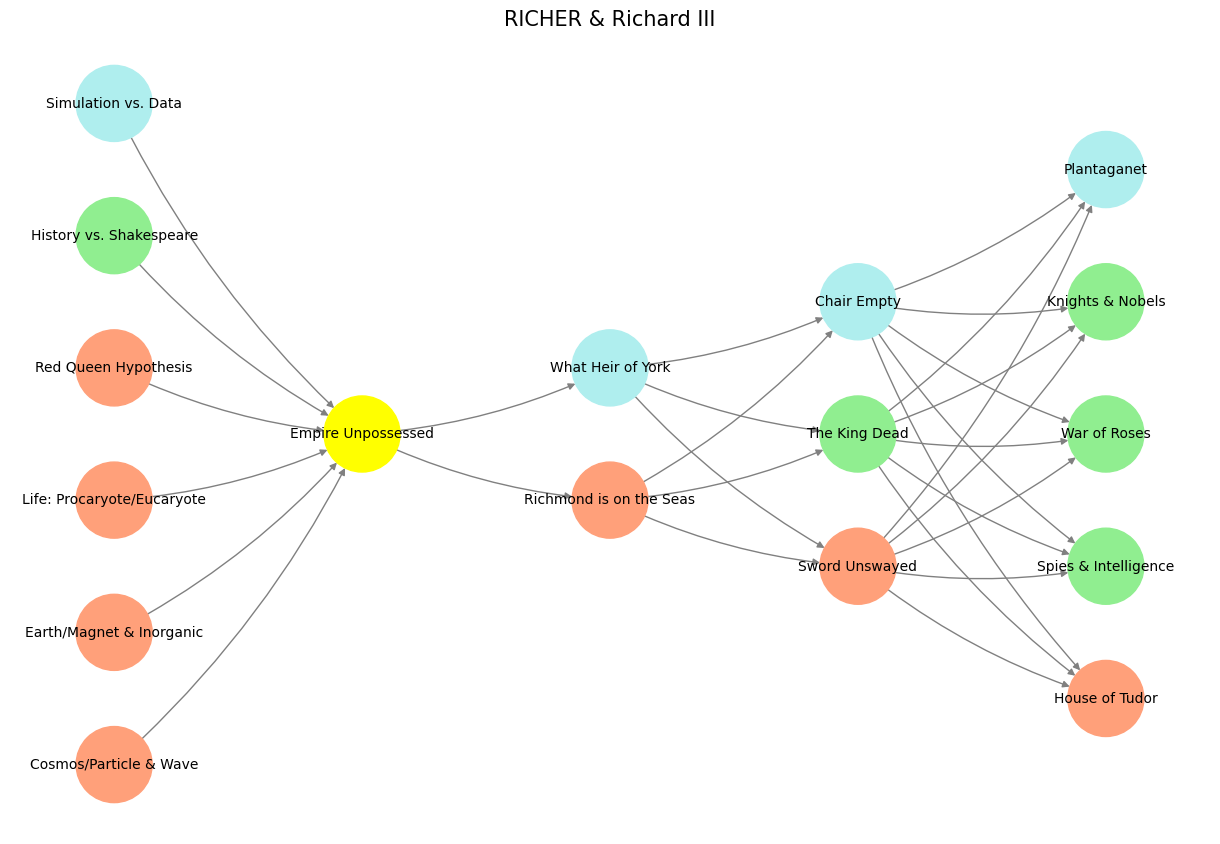 RICHER & Richard III
Simulation vs. Data
History vs. Shakespeare
Red Queen Hypothesis
Life: Procaryote/Eucaryote
Earth/Magnet & Inorganic
Cosmos/Particle & Wave
Empire Unpossessed
What Heir of York
Richmond is on the Seas
Chair Empty
The King Dead
Sword Unswayed
Plantaganet
Knights & Nobels
War of Roses
Spies & Intelligence
House of Tudor